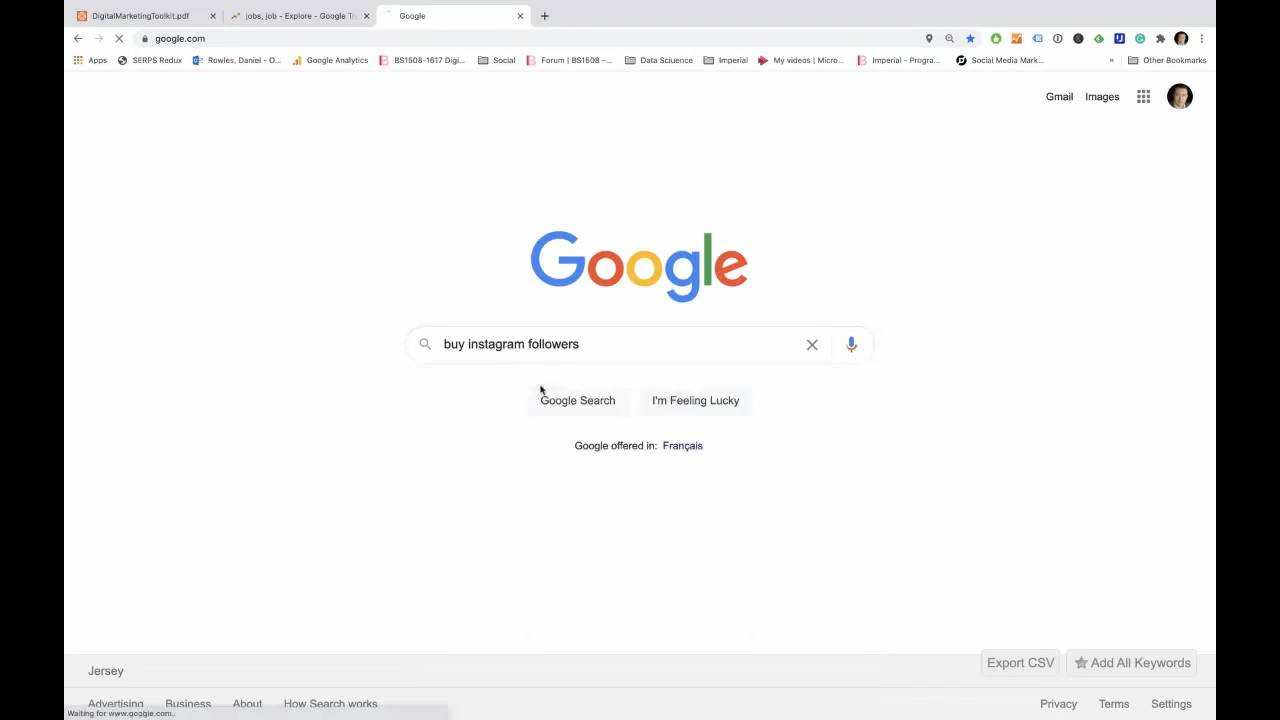 DigitalMarketingToolkit.pdf
jobs, job - Explore - Google Tr
Google
google.com
Apps
SERPS Redux
Rowles, Daniel - O...
Google Analytics
BS1508-1617 Digi...
Social
Forum | BS1508 –...
Data Sciuence
Imperial
My videos | Micro...
Imperial - Progra...
Social Media Mark...
»
Other Bookmarks
Gmail
Images
Google
buy instagram followers
Google Search
I'm Feeling Lucky
Google offered in: Français
Export CSV
Add All Keywords
Jersey
Advertising
Business
About
How Search works
Privacy
Terms
Settings
Waiting for www.google.com...